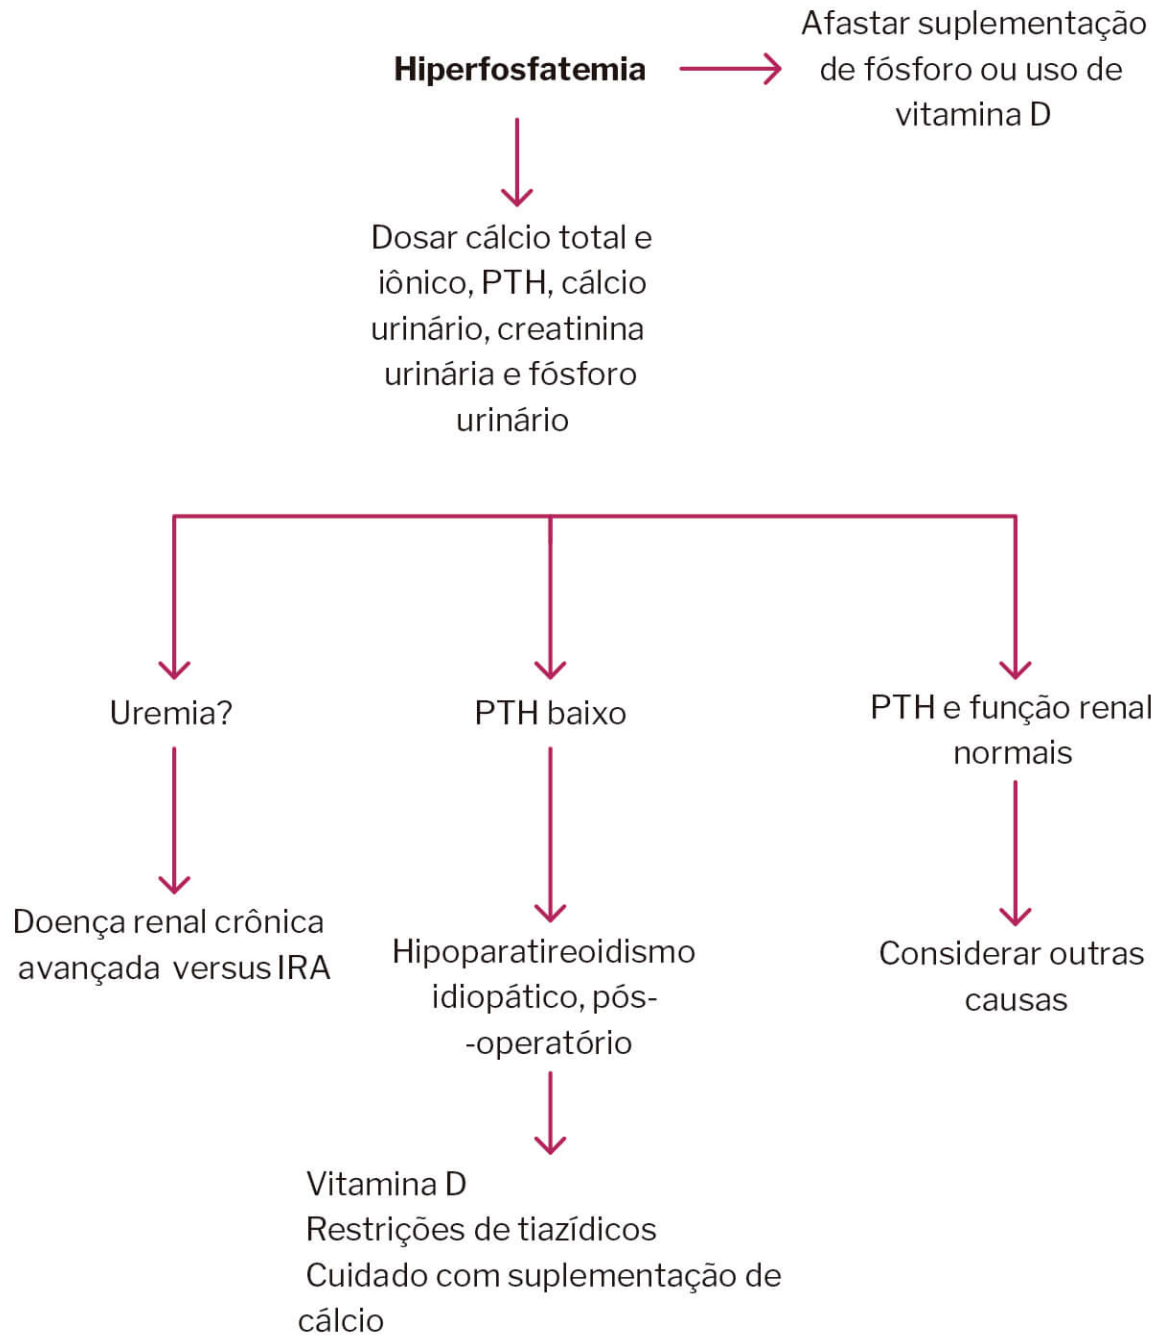 Hiperfosfatemia
Afastar suplementação
de fósforo ou uso de
vitamina D
Dosar cálcio total e
iônico, PTH, cálcio
urinário, creatinina
urinária e fósforo
urinário
Uremia?
PTH baixo
PTH e função renal
normais
Doença renal crônica
avançada versus IRA
Hipoparatireoidismo
idiopático, pós-
-operatório
Considerar outras
causas
Vitamina D
Restrições de tiazídicos
Cuidado com suplementação de
cálcio